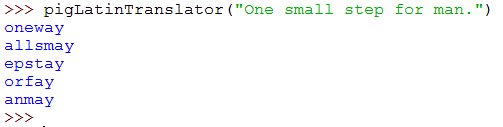 >>> pigLatinTranslator("One small step for man.")
oneway
allsmay
epstay
orfay
anmay
>>>